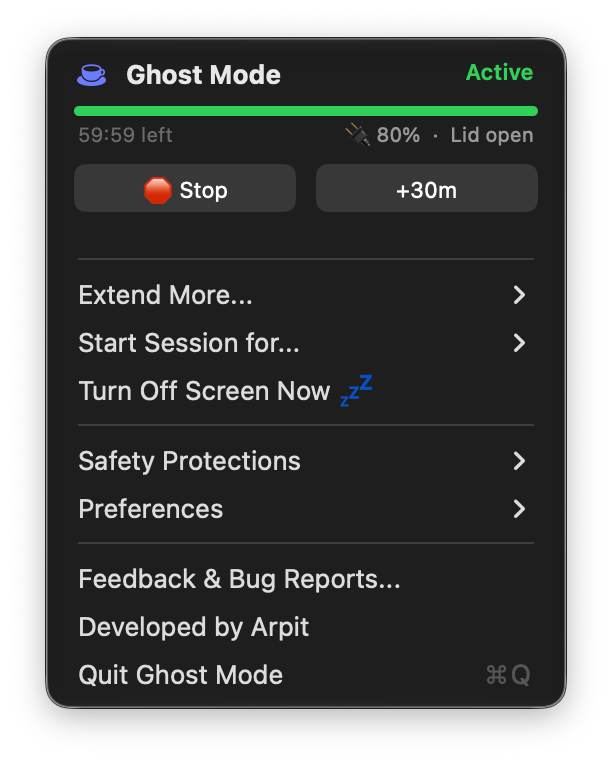 Ghost Mode Active
59:59 left 🔌 80% · Lid open
🛑 Stop +30m
Extend More...
Start Session for...
Turn Off Screen Now 💤
Safety Protections
Preferences
Feedback & Bug Reports...
Developed by Arpit
Quit Ghost Mode ⌘Q